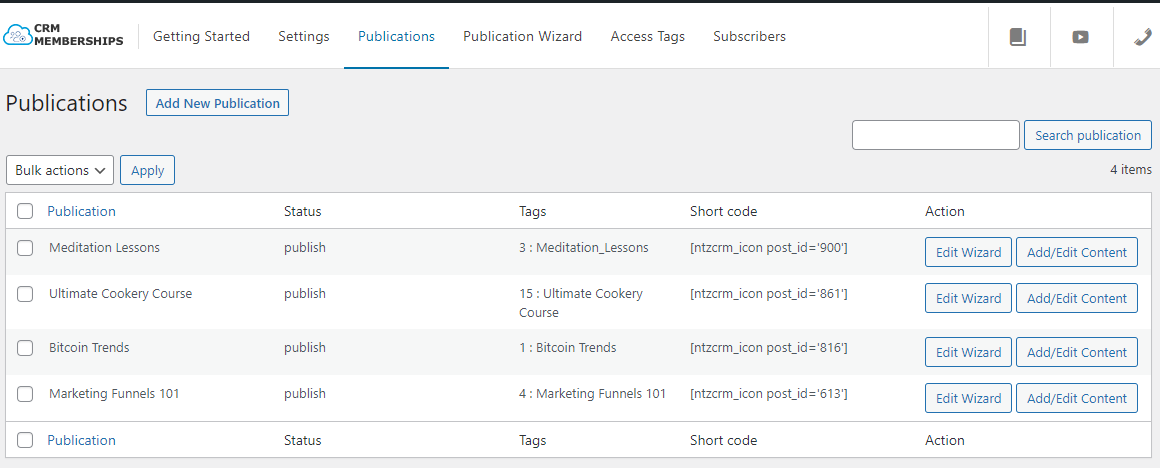 CRM
MEMBERSHIPS
Getting Started Settings Publications Publication Wizard Access Tags Subscribers
Publications Add New Publication
Search publication
Bulk actions Apply 4 items
Publication Status Tags Short code Action
Meditation Lessons publish 3 : Meditation_Lessons [ntzcrm_icon post_id='900'] Edit Wizard Add/Edit Content
Ultimate Cookery Course publish 15 : Ultimate Cookery [ntzcrm_icon post_id='861'] Edit Wizard Add/Edit Content
Course
Bitcoin Trends publish 1 : Bitcoin Trends [ntzcrm_icon post_id='816'] Edit Wizard Add/Edit Content
Marketing Funnels 101 publish 4 : Marketing Funnels 101 [ntzcrm_icon post_id='613'] Edit Wizard Add/Edit Content
Publication Status Tags Short code Action